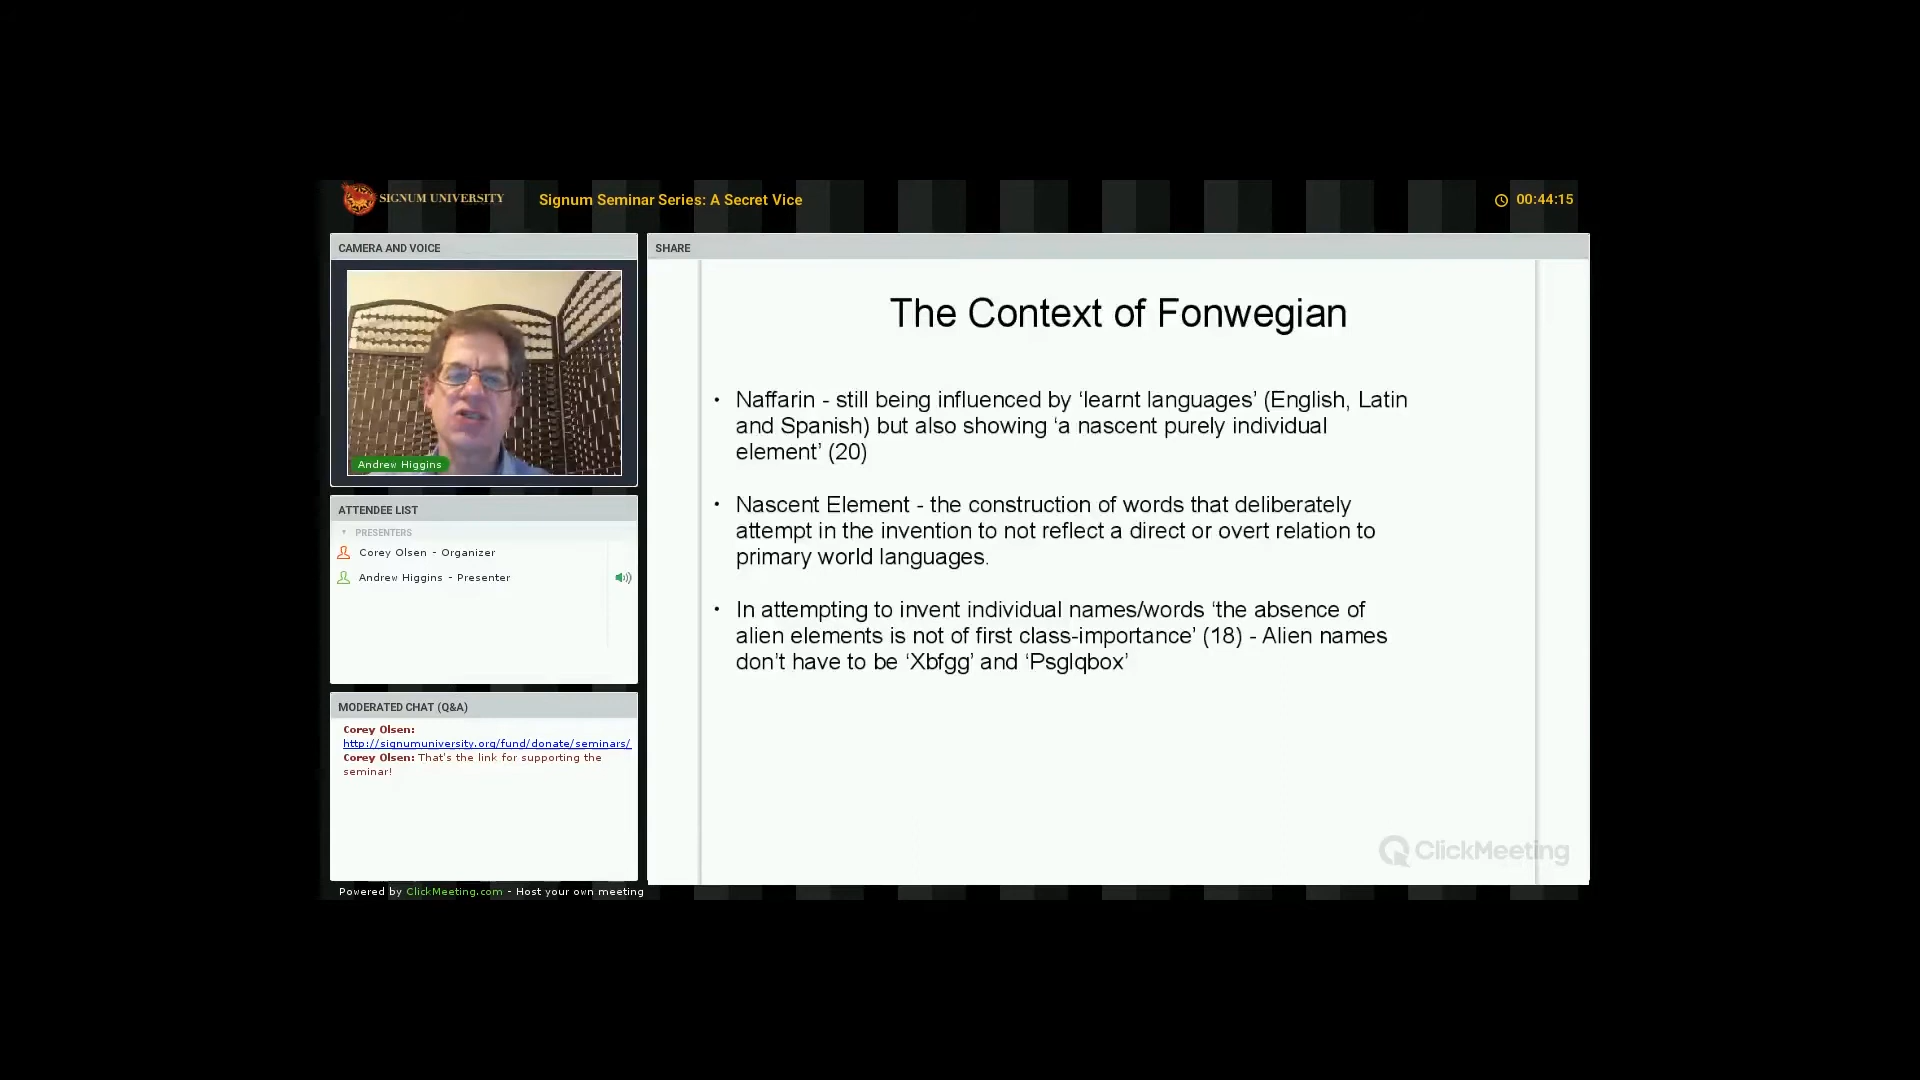 SIGNUM UNIVERSITY
Signum Seminar Series: A Secret Vice
00:44:15
CAMERA AND VOICE
Andrew Higgins
ATTENDEE LIST
PRESENTERS
Corey Olsen - Organizer
Andrew Higgins - Presenter
MODERATED CHAT (Q&A)
Corey Olsen:
http://signumuniversity.org/fund/donate/seminars/
Corey Olsen: That's the link for supporting the
seminar!
Powered by ClickMeeting.com - Host your own meeting
SHARE
The Context of Fonwegian
• Naffarin - still being influenced by ‘learnt languages’ (English, Latin
and Spanish) but also showing ‘a nascent purely individual
element’ (20)
• Nascent Element - the construction of words that deliberately
attempt in the invention to not reflect a direct or overt relation to
primary world languages.
• In attempting to invent individual names/words ‘the absence of
alien elements is not of first class-importance’ (18) - Alien names
don’t have to be ‘Xbfgg’ and ‘Psglqbox’
ClickMeeting